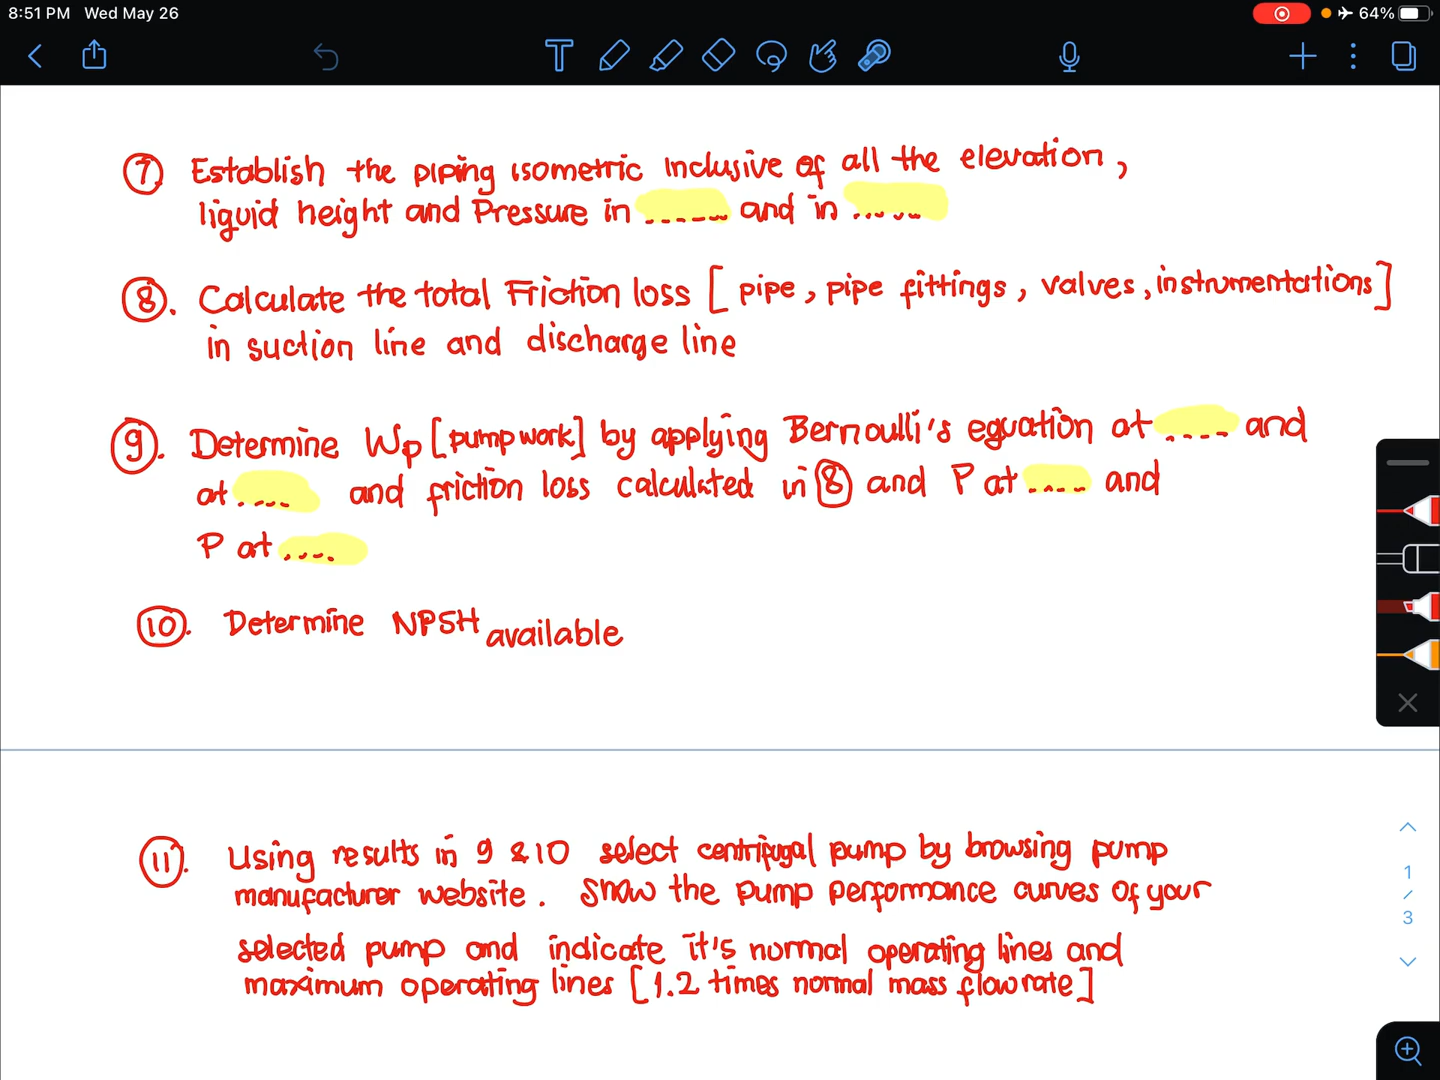 8:51 PM Wed May 26
64%
7 Establish the piping isometric inclusive of all the elevation,
liquid height and Pressure in ...... and in .....
8. Calculate the total Friction loss [pipe, pipe fittings, valves, instrumentations]
in suction line and discharge line
9. Determine Wp [pump work] by applying Bernoulli's equation at .... and
at .... and friction loss calculated in 8 and P at .... and
P at ....
10. Determine NPSH available
11. Using results in 9 & 10 select centrifugal pump by browsing pump
manufacturer website. Show the pump performance curves of your
selected pump and indicate it's normal operating lines and
maximum operating lines [1.2 times normal mass flowrate]
1
/
3